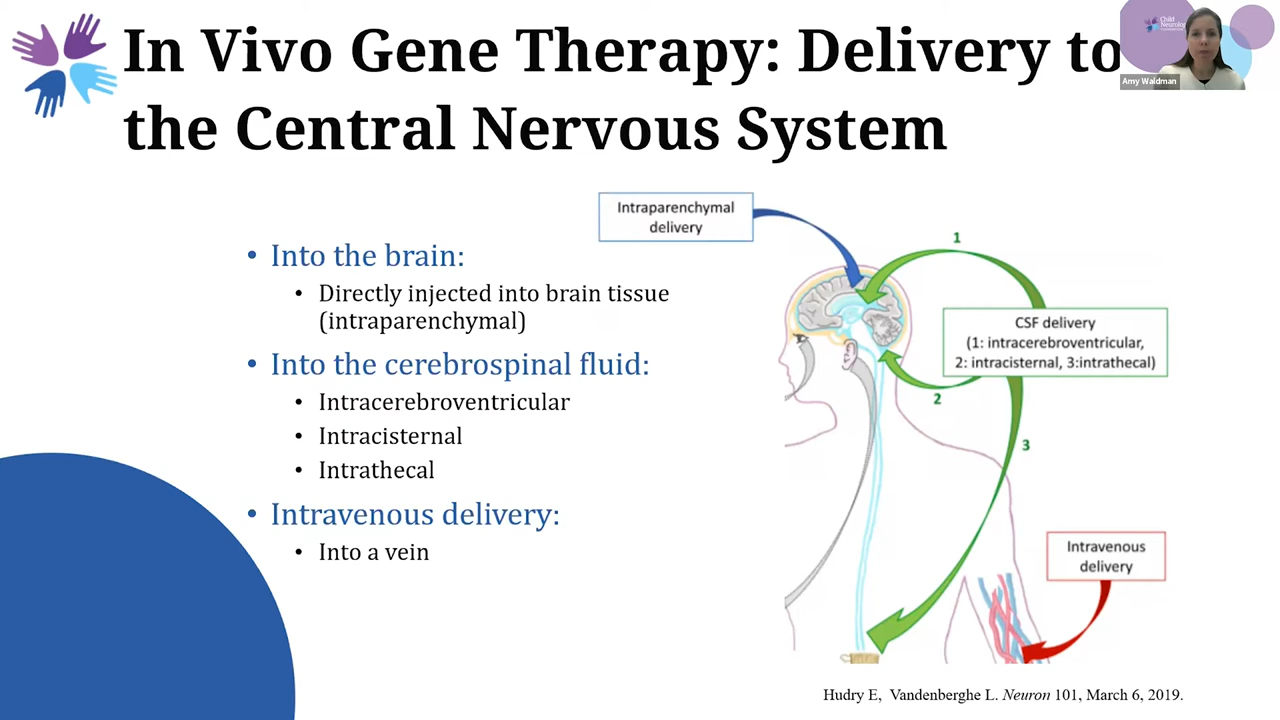 In Vivo Gene Therapy: Delivery to
the Central Nervous System
Child
Neurology
Amy Waldman
• Into the brain:
• Directly injected into brain tissue
(intraparenchymal)
• Into the cerebrospinal fluid:
• Intracerebroventricular
• Intracisternal
• Intrathecal
• Intravenous delivery:
• Into a vein
Intraparenchymal
delivery
1
CSF delivery
(1: intracerebroventricular,
2: intracisternal, 3:intrathecal)
2
3
Intravenous
delivery
Hudry E, Vandenberghe L. Neuron 101, March 6, 2019.